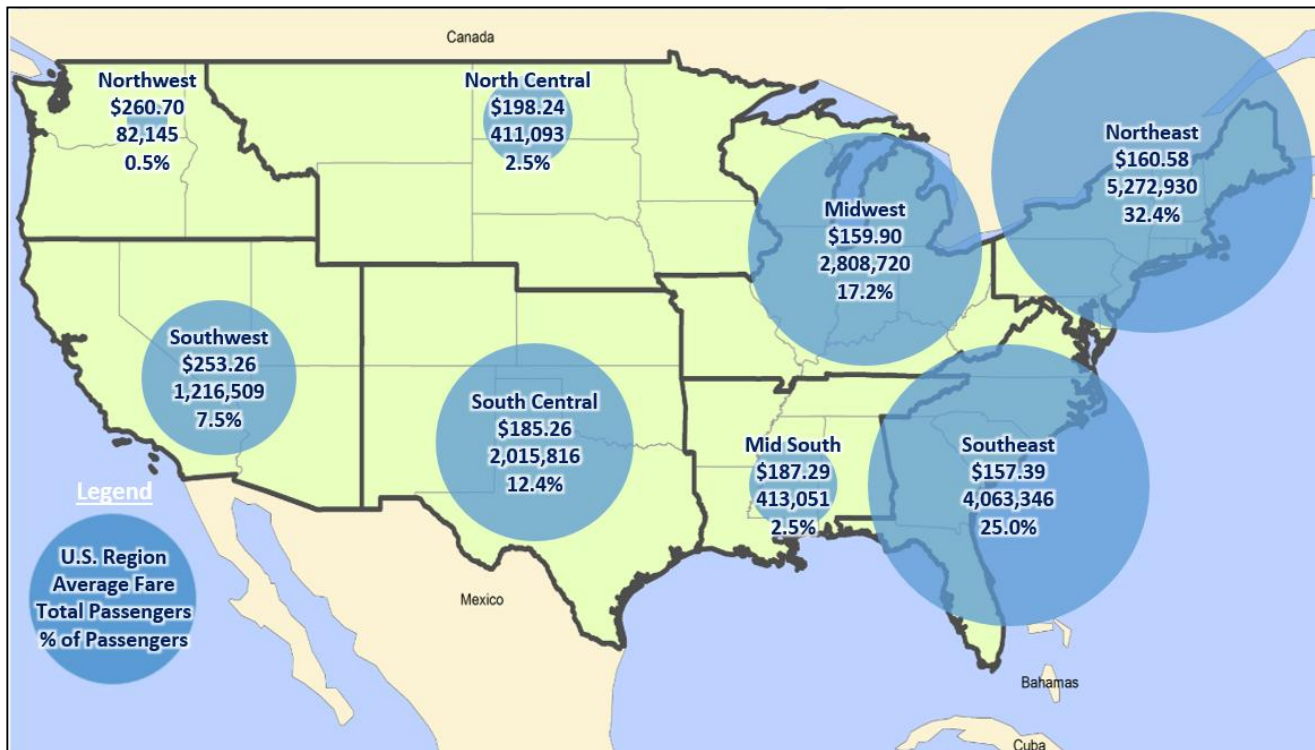 Canada
Northwest
$260.70
82,145
0.5%
North Central
$198.24
411,093
2.5%
Northeast
$160.58
5,272,930
32.4%
Midwest
$159.90
2,808,720
17.2%
Southwest
$253.26
1,216,509
7.5%
South Central
$185.26
2,015,816
12.4%
Mid South
$187.29
413,051
2.5%
Southeast
$157.39
4,063,346
25.0%
Legend
U.S. Region
Average Fare
Total Passengers
% of Passengers
Mexico
Bahamas
Cuba